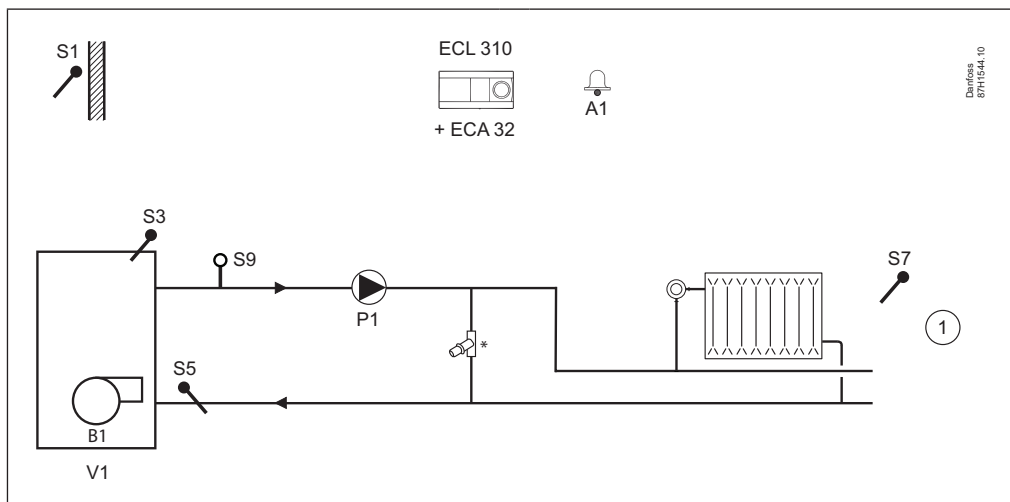 S1
ECL 310
+ ECA 32
A1
Danfoss
87H1544.10
S3
S9
P1
*
S7
1
S5
B1
V1